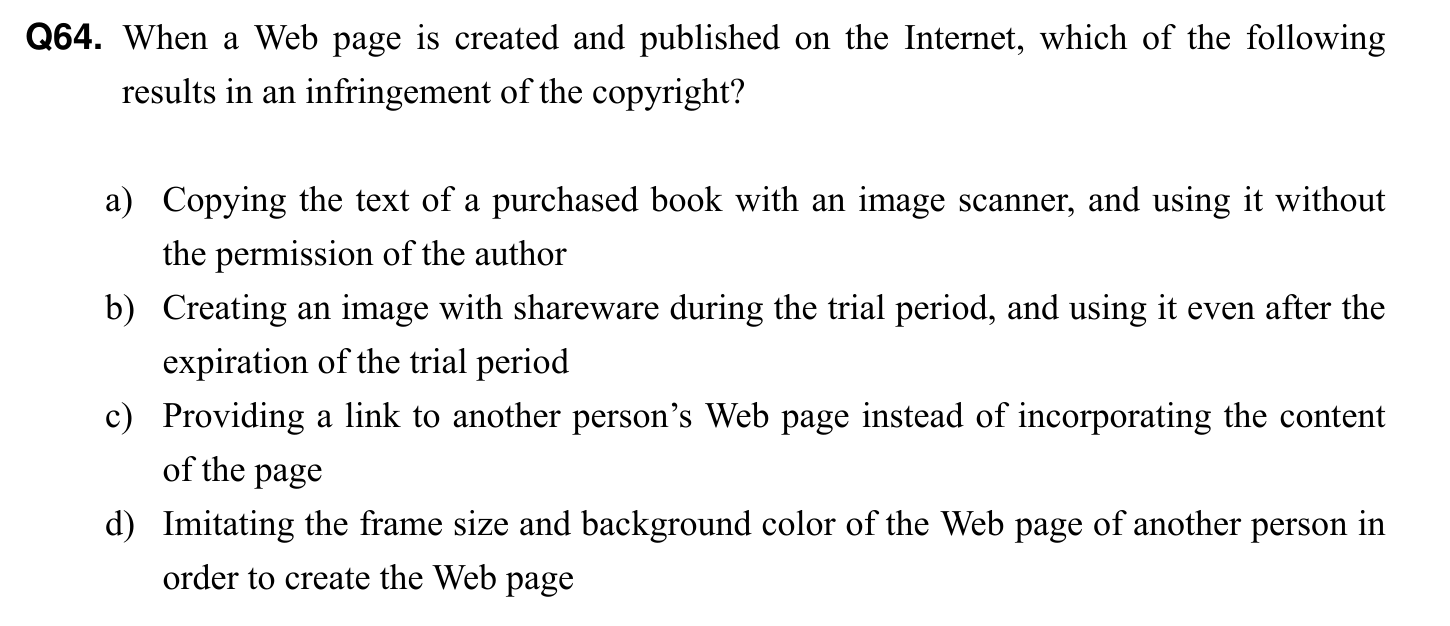 Q64. When a Web page is created and published on the Internet, which of the following
results in an infringement of the copyright?
a) Copying the text of a purchased book with an image scanner, and using it without
the permission of the author
b) Creating an image with shareware during the trial period, and using it even after the
expiration of the trial period
c) Providing a link to another person’s Web page instead of incorporating the content
of the page
d) Imitating the frame size and background color of the Web page of another person in
order to create the Web page